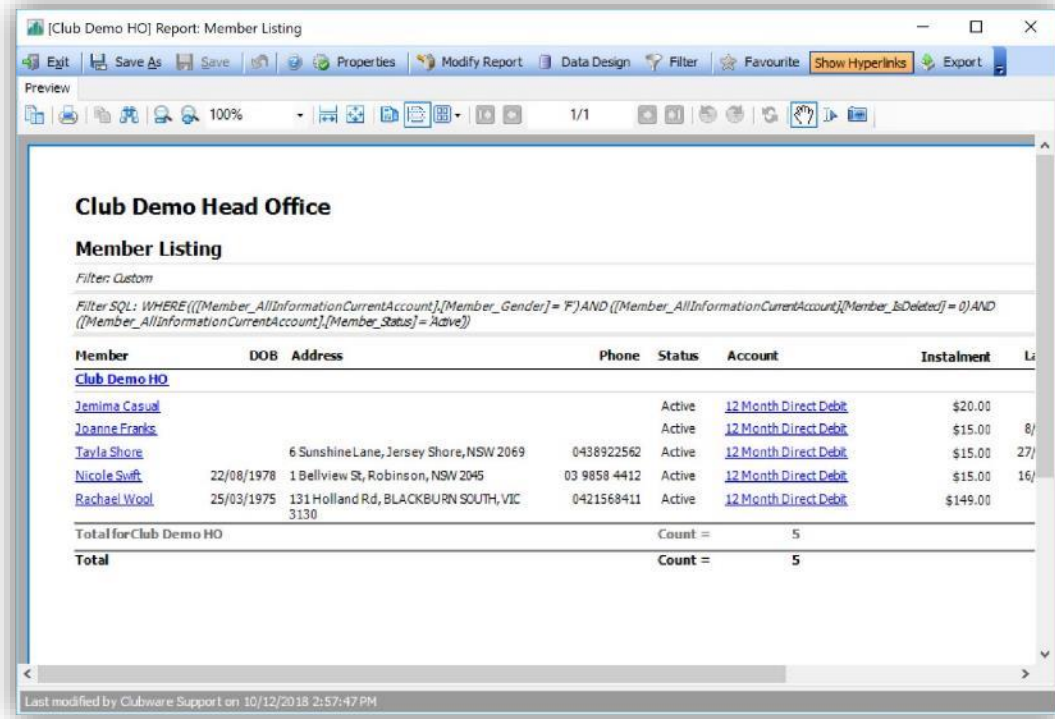 [Club Demo HO] Report: Member Listing
Exit Save As Save Properties Modify Report Data Design Filter Favourite Show Hyperlinks Export
Preview
100% 1/1
Club Demo Head Office
Member Listing
Filter: Custom
Filter SQL: WHERE (([Member_AllInformationCurrentAccount].[Member_Gender] = 'F') AND ([Member_AllInformationCurrentAccount].[Member_IsDeleted] = 0) AND
([Member_AllInformationCurrentAccount].[Member_Status] = 'Active'))
Member DOB Address Phone Status Account Instalment La
Club Demo HO
Jemima Casual Active 12 Month Direct Debit $20.00
Joanne Franks Active 12 Month Direct Debit $15.00 8/
Tayla Shore 6 Sunshine Lane, Jersey Shore, NSW 2069 0438922562 Active 12 Month Direct Debit $15.00 27/
Nicole Swift 22/08/1978 1 Bellview St, Robinson, NSW 2045 03 9858 4412 Active 12 Month Direct Debit $15.00 16/
Rachael Wool 25/03/1975 131 Holland Rd, BLACKBURN SOUTH, VIC 0421568411 Active 12 Month Direct Debit $149.00
3130
Total for Club Demo HO Count = 5
Total Count = 5
Last modified by Clubware Support on 10/12/2018 2:57:47 PM